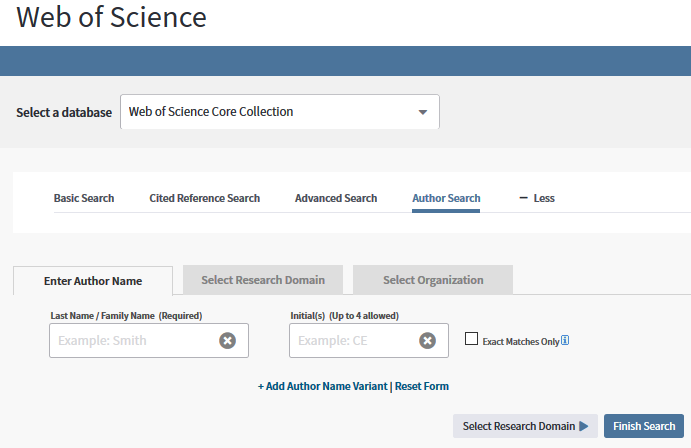 Web of Science
Select a database Web of Science Core Collection
Basic Search Cited Reference Search Advanced Search Author Search − Less
Enter Author Name Select Research Domain Select Organization
Last Name / Family Name (Required) Initial(s) (Up to 4 allowed)
Example: Smith Example: CE Exact Matches Only i
+ Add Author Name Variant | Reset Form
Select Research Domain Finish Search